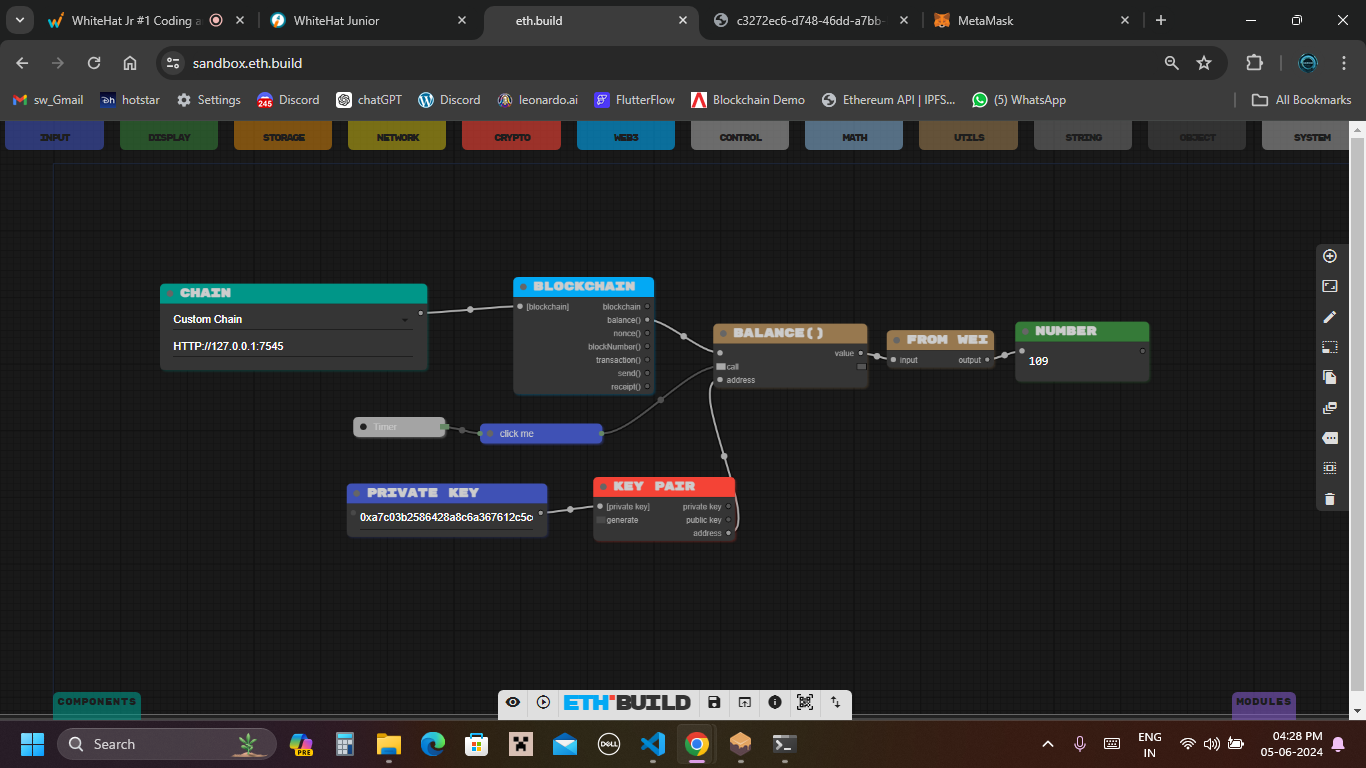 WhiteHat Jr #1 Coding a
WhiteHat Junior
eth.build
c3272ec6-d748-46dd-a7bb-
MetaMask
sandbox.eth.build
sw_Gmail
hotstar
Settings
245
Discord
chatGPT
Discord
leonardo.ai
FlutterFlow
Blockchain Demo
Ethereum API | IPFS...
(5) WhatsApp
All Bookmarks
INPUT
DISPLAY
STORAGE
NETWORK
CRYPTO
WEB3
CONTROL
MATH
UTILS
STRING
OBJECT
SYSTEM
CHAIN
Custom Chain
HTTP://127.0.0.1:7545
BLOCKCHAIN
[blockchain] blockchain
balance()
nonce()
blockNumber()
transaction()
send()
receipt()
BALANCE()
value
call
address
FROM WEI
input output
NUMBER
109
Timer
click me
PRIVATE KEY
0xa7c03b2586428a8c6a367612c5c
KEY PAIR
[private key] private key
generate public key
address
COMPONENTS
ETH BUILD
MODULES
Search
PRE
DELL
ENG
IN
04:28 PM
05-06-2024